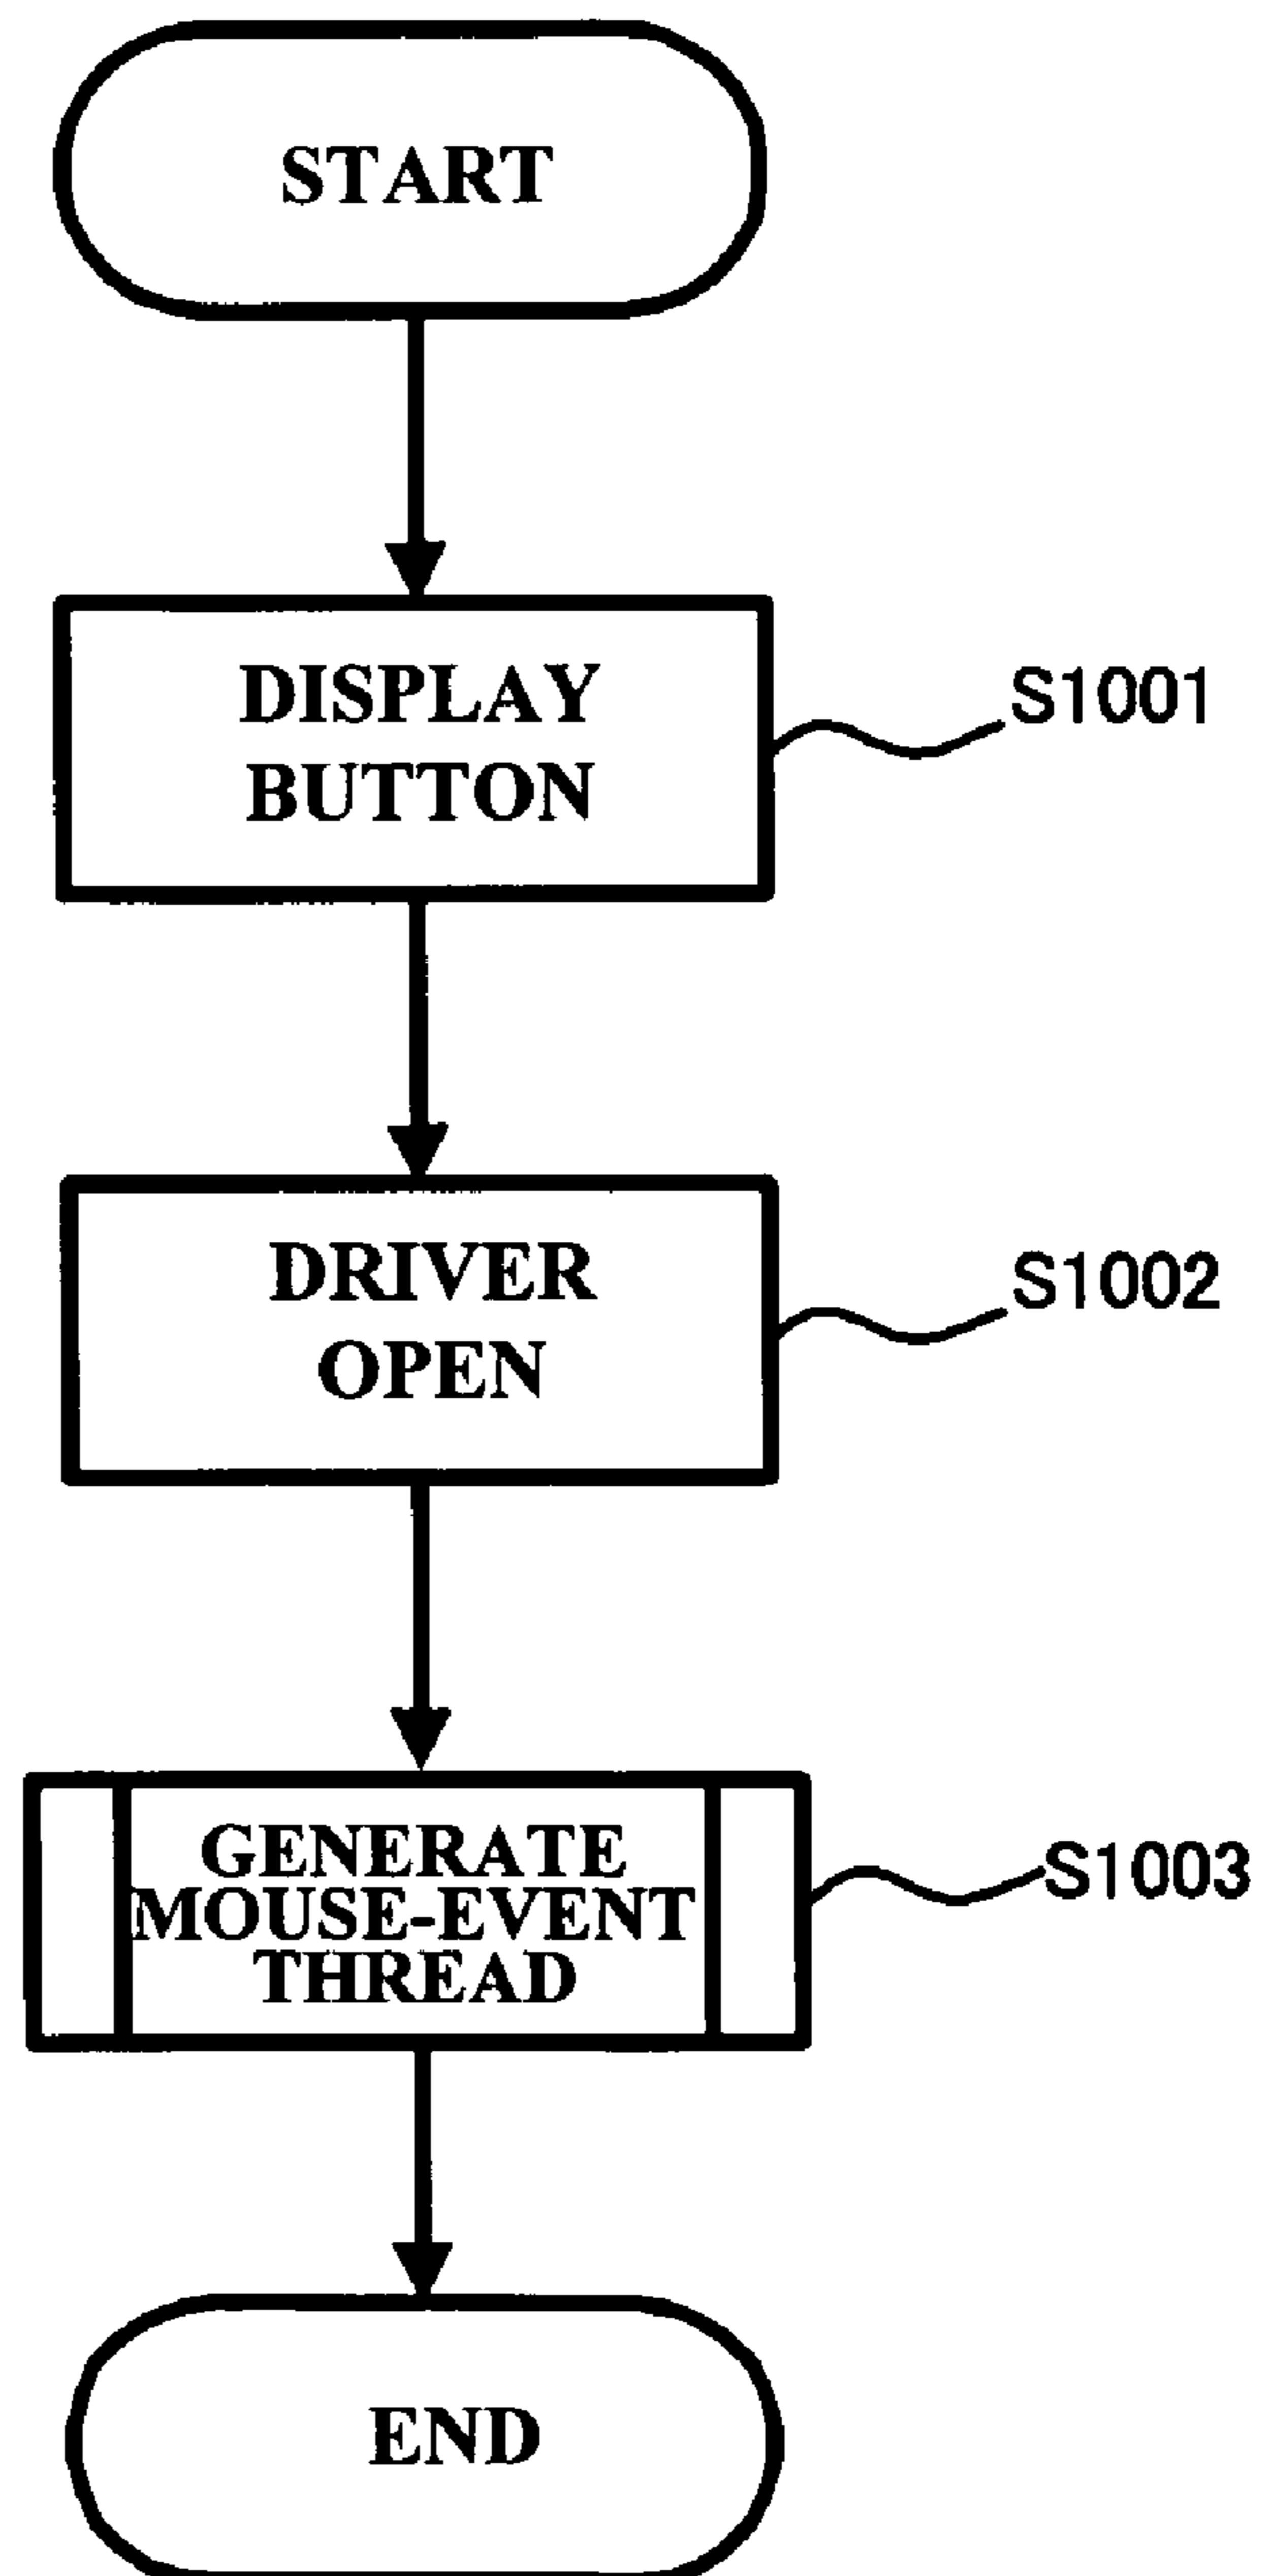 START
DISPLAY
BUTTON
S1001
DRIVER
OPEN
S1002
GENERATE
MOUSE-EVENT
THREAD
S1003
END